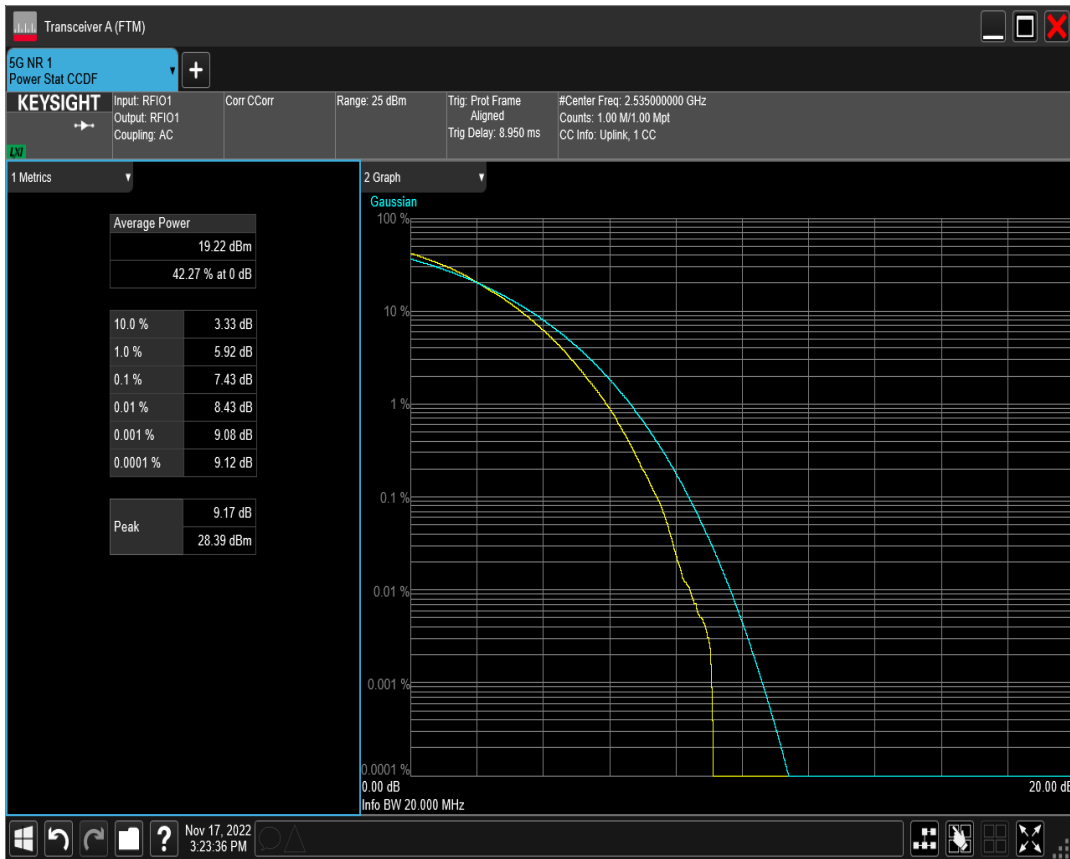 Transceiver A (FTM)
5G NR 1
Power Stat CCDF
+
KEYSIGHT
LXI
Input: RFIO1
Output: RFIO1
Coupling: AC
Corr CCorr
Range: 25 dBm
Trig: Prot Frame
Aligned
Trig Delay: 8.950 ms
#Center Freq: 2.535000000 GHz
Counts: 1.00 M/1.00 Mpt
CC Info: Uplink, 1 CC
1 Metrics
Average Power
19.22 dBm
42.27 % at 0 dB
10.0 % 3.33 dB
1.0 % 5.92 dB
0.1 % 7.43 dB
0.01 % 8.43 dB
0.001 % 9.08 dB
0.0001 % 9.12 dB
Peak
9.17 dB
28.39 dBm
2 Graph
Gaussian
100 %
10 %
1 %
0.1 %
0.01 %
0.001 %
0.0001 %
0.00 dB 20.00 dB
Info BW 20.000 MHz
?
Nov 17, 2022
3:23:36 PM